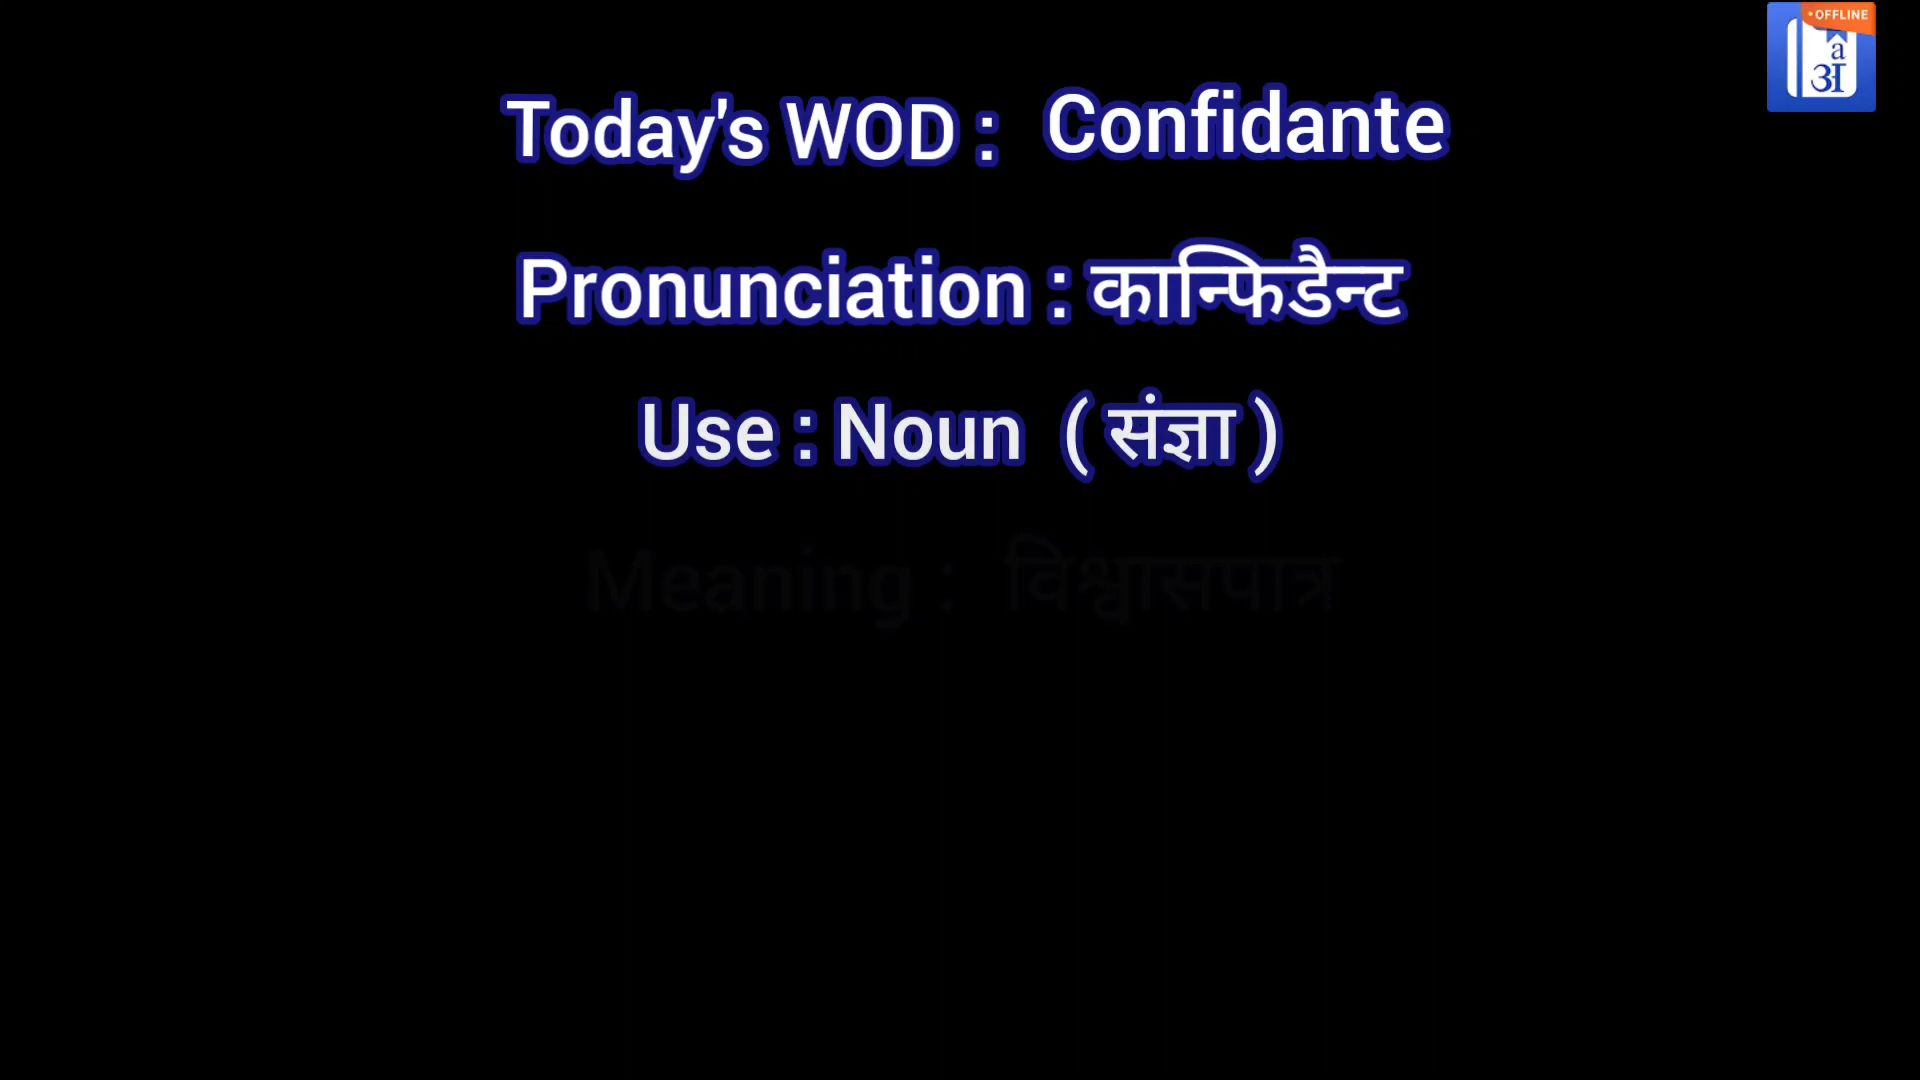 OFFLINE
a
अ
Today's WOD : Confidante
Pronunciation : कान्फिडैन्ट
Use : Noun ( संज्ञा )
Meaning : विश्वासपात्र